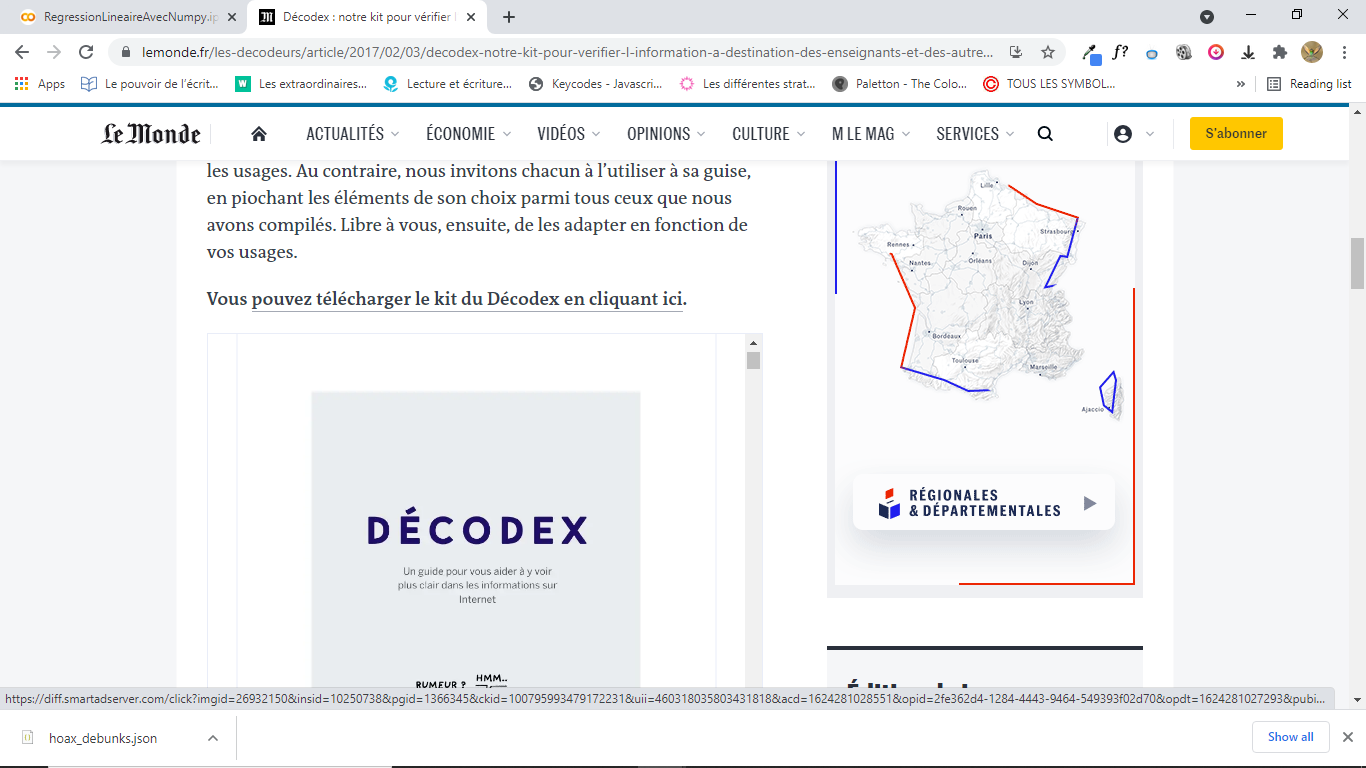 RegressionLineaireAvecNumpy.ip
Décodex : notre kit pour vérifier
lemonde.fr/les-decodeurs/article/2017/02/03/decodex-notre-kit-pour-verifier-l-information-a-destination-des-enseignants-et-des-autre...
f?
Apps
Le pouvoir de l'écrit...
Les extraordinaires...
Lecture et écriture...
Keycodes - Javascri...
Les différentes strat...
Paletton - The Colo...
TOUS LES SYMBOL...
»
Reading list
Le Monde
ACTUALITÉS
ÉCONOMIE
VIDÉOS
OPINIONS
CULTURE
M LE MAG
SERVICES
S'abonner
les usages. Au contraire, nous invitons chacun à l'utiliser à sa guise,
en piochant les éléments de son choix parmi tous ceux que nous
avons compilés. Libre à vous, ensuite, de les adapter en fonction de
vos usages.
Vous pouvez télécharger le kit du Décodex en cliquant ici.
DÉCODEX
Un guide pour vous aider à y voir
plus clair dans les informations sur
Internet
RUMEUR ?
HMM..
Lille
Rouen
Paris
Strasbourg
Rennes
Nantes
Orléans
Dijon
Lyon
Bordeaux
Toulouse
Marseille
Ajaccio
RÉGIONALES
& DÉPARTEMENTALES
https://diff.smartadserver.com/click?imgid=26932150&insid=10250738&pgid=1366345&ckid=10079599347917223​1&uii=460318035803431818&acd=1624281028551&opid=2fe362d4-1284-4443-9464-549393f02d70&opdt=1624281027293&pubi...
hoax_debunks.json
Show all